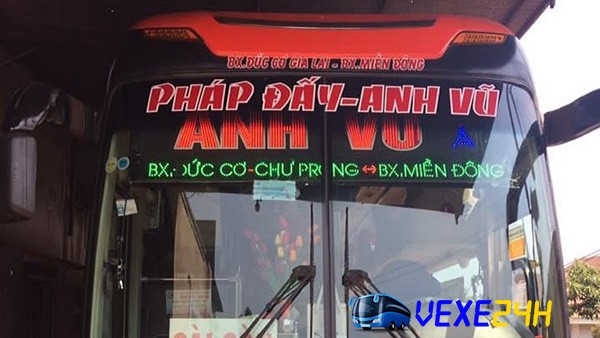 BX.ĐỨC CƠ GIA LAI - BX.MIỀN ĐÔNG
PHÁP ĐẤY-ANH VŨ
ANH VŨ
BX.ĐỨC CƠ-CHƯ PRÔNG↔BX.MIỀN ĐÔNG
VEXE24H